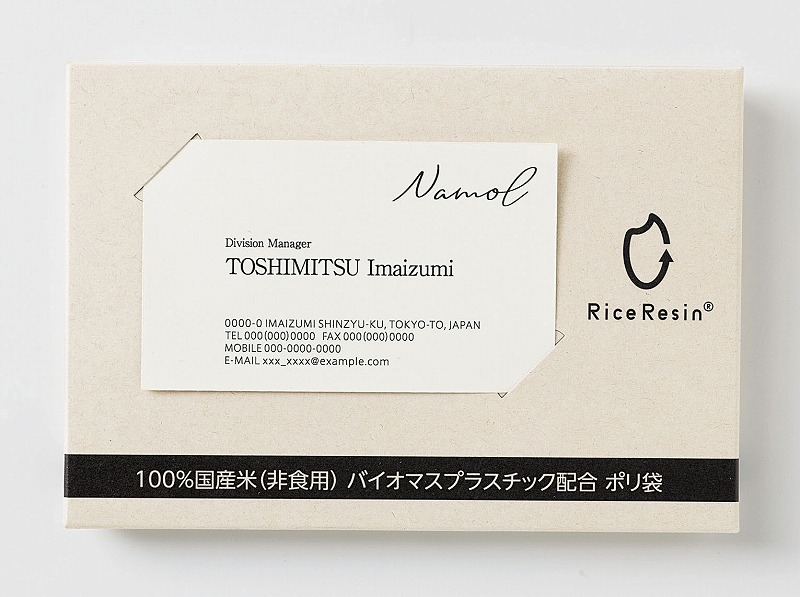 Namol
Division Manager
TOSHIMITSU Imaizumi
0000-0 IMAIZUMI SHINZYU-KU, TOKYO-TO, JAPAN
TEL 000(000)0000 FAX 000(000)0000
MOBILE 000-0000-0000
E-MAIL xxx_xxxx@example.com
RiceResin®
100%国産米(非食用) バイオマスプラスチック配合 ポリ袋